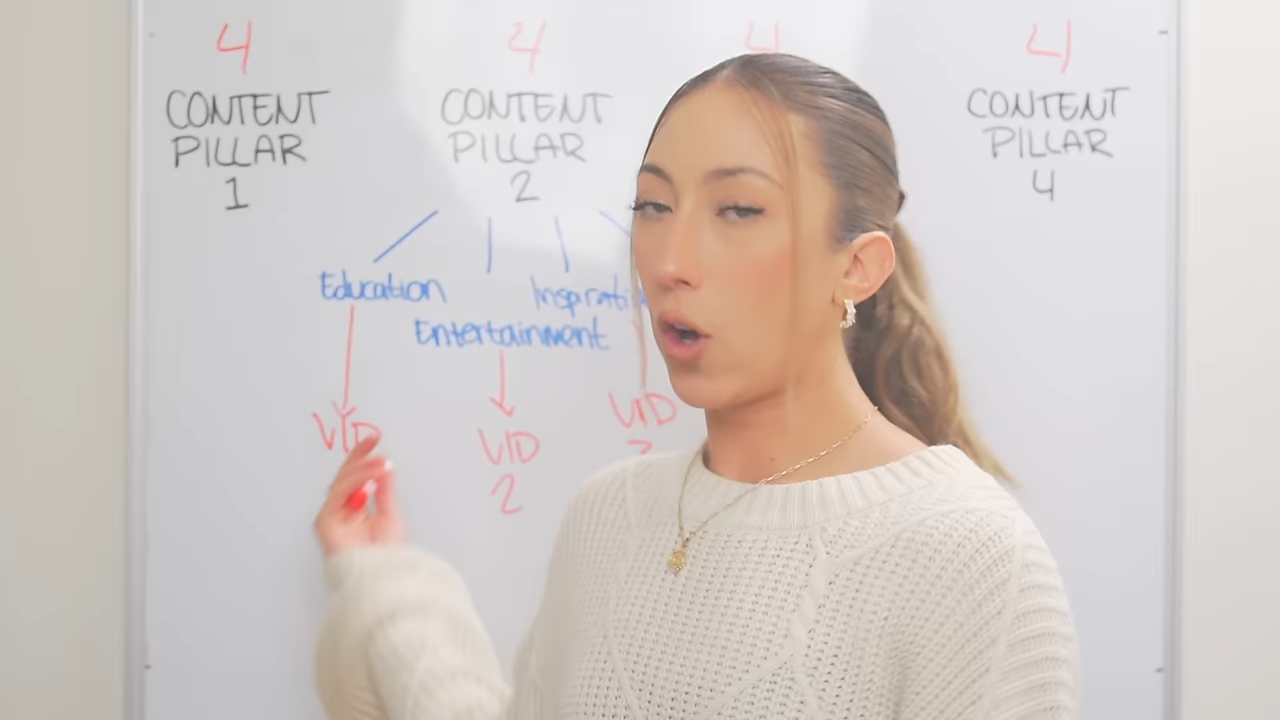 4
CONTENT
PILLAR
1
4
CONTENT
PILLAR
2
4
4
CONTENT
PILLAR
4
Education
Entertainment
Inspirati
VID
VID
2
VID